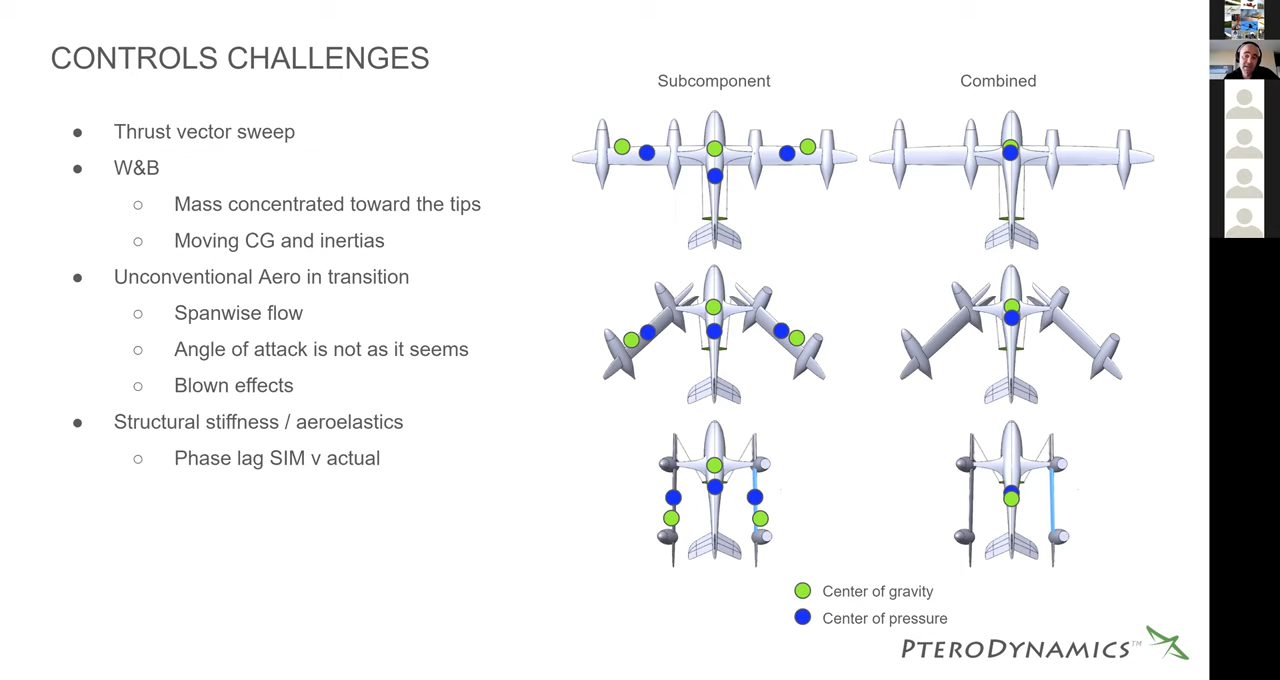 CONTROLS CHALLENGES
● Thrust vector sweep
● W&B
○ Mass concentrated toward the tips
○ Moving CG and inertias
● Unconventional Aero in transition
○ Spanwise flow
○ Angle of attack is not as it seems
○ Blown effects
● Structural stiffness / aeroelastics
○ Phase lag SIM v actual
Subcomponent
Combined
Center of gravity
Center of pressure
PTERODYNAMICS™